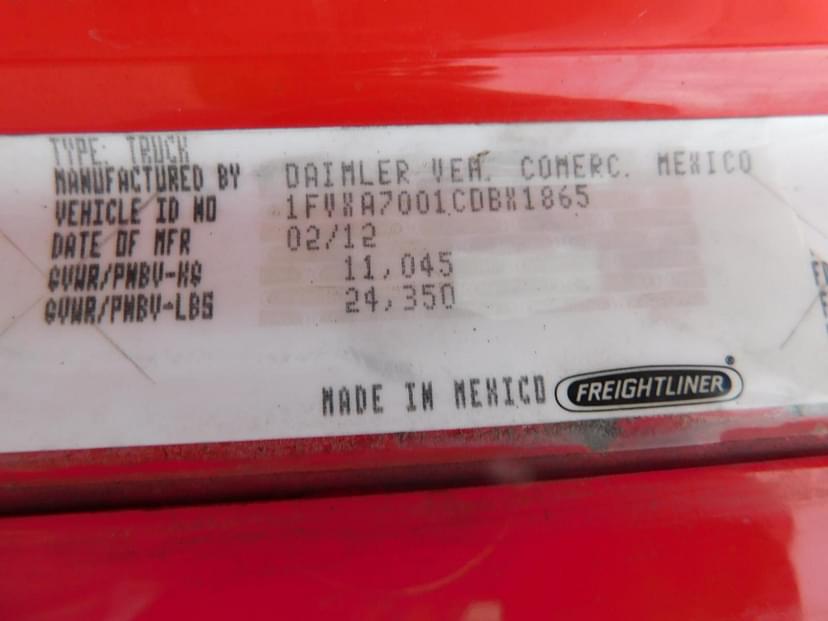 TYPE: TRUCK
MANUFACTURED BY DAIMLER VEH. COMERC. MEXICO
VEHICLE ID NO 1FVXA7001CDBX1865
DATE OF MFR 02/12
GVWR/PNBV-KG 11,045
GVWR/PNBV-LBS 24,350
MADE IN MEXICO FREIGHTLINER®